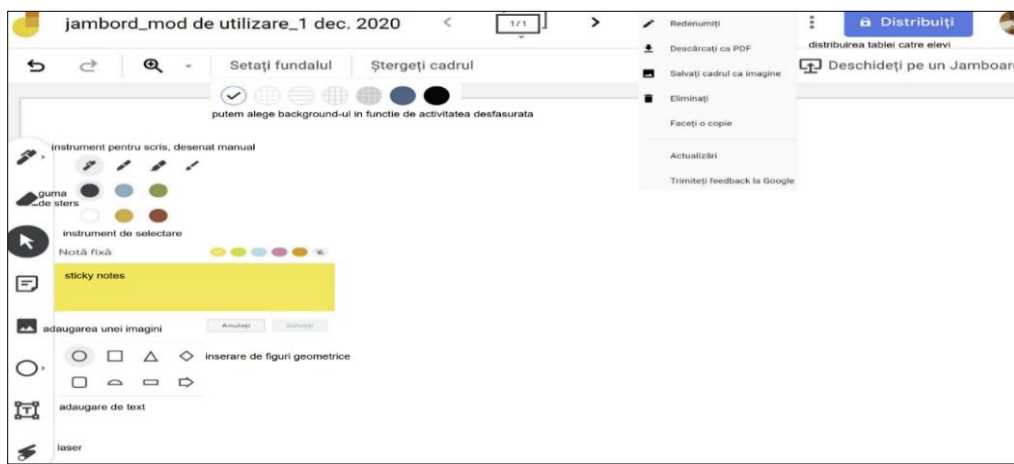 jambord_mod de utilizare_1 dec. 2020
1/1
Redenumiți
Distribuiți
Descărcați ca PDF
distribuirea tablei catre elevi
Setați fundalul
Ștergeți cadrul
Salvați cadrul ca imagine
Deschideți pe un Jamboar
Eliminați
putem alege background-ul in functie de activitatea desfasurata
Faceți o copie
Actualizări
Trimiteți feedback la Google
instrument pentru scris, desenat manual
guma
de sters
instrument de selectare
Notă fixă
sticky notes
adaugarea unei imagini
Anulați
Salvați
inserare de figuri geometrice
T
adaugare de text
laser